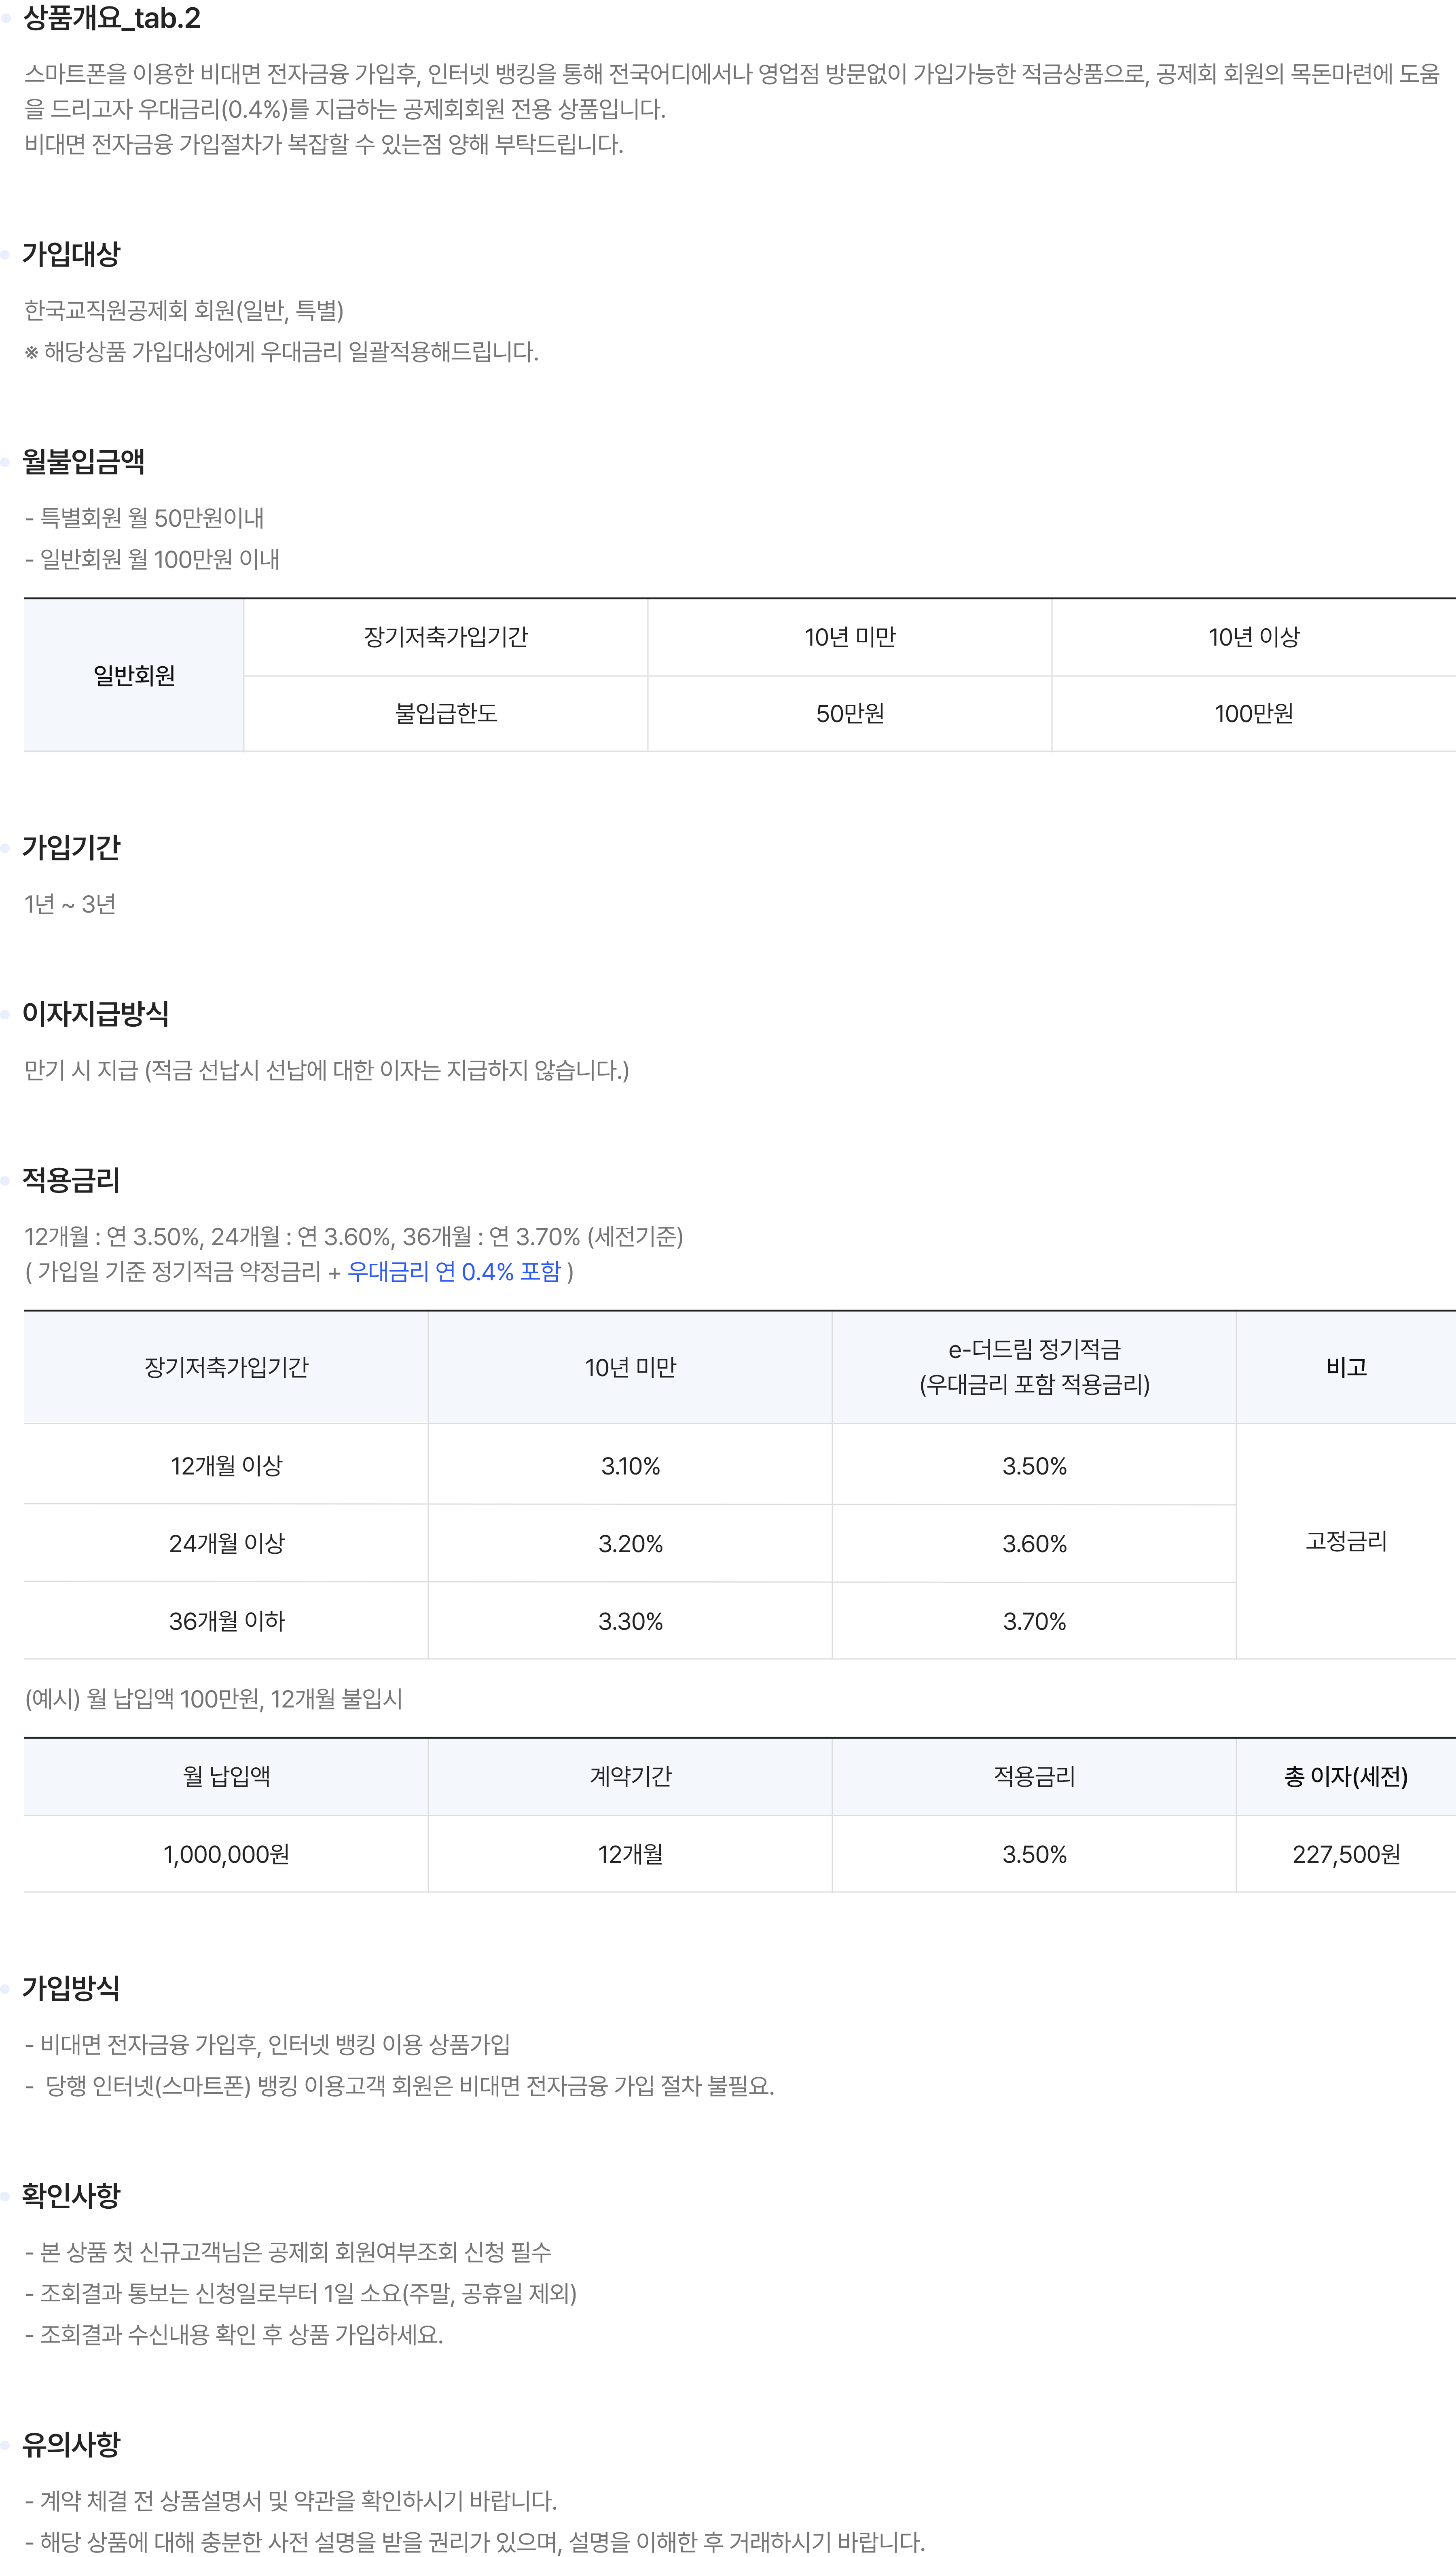 상품개요_tab.2
스마트폰을 이용한 비대면 전자금융 가입후, 인터넷 뱅킹을 통해 전국어디에서나 영업점 방문없이 가입가능한 적금상품으로, 공제회 회원의 목돈마련에 도움
을 드리고자 우대금리(0.4%)를 지급하는 공제회회원 전용 상품입니다.
비대면 전자금융 가입절차가 복잡할 수 있는점 양해 부탁드립니다.
가입대상
한국교직원공제회 회원(일반, 특별)
※ 해당상품 가입대상에게 우대금리 일괄적용해드립니다.
월불입금액
- 특별회원 월 50만원이내
- 일반회원 월 100만원 이내
일반회원
장기저축가입기간 10년 미만 10년 이상
불입급한도 50만원 100만원
가입기간
1년 ~ 3년
이자지급방식
만기 시 지급 (적금 선납시 선납에 대한 이자는 지급하지 않습니다.)
적용금리
12개월 : 연 3.50%, 24개월 : 연 3.60%, 36개월 : 연 3.70% (세전기준)
( 가입일 기준 정기적금 약정금리 + 우대금리 연 0.4% 포함 )
장기저축가입기간 10년 미만 e-더드림 정기적금 비고
(우대금리 포함 적용금리)
12개월 이상 3.10% 3.50%
24개월 이상 3.20% 3.60% 고정금리
36개월 이하 3.30% 3.70%
(예시) 월 납입액 100만원, 12개월 불입시
월 납입액 계약기간 적용금리 총 이자(세전)
1,000,000원 12개월 3.50% 227,500원
가입방식
- 비대면 전자금융 가입후, 인터넷 뱅킹 이용 상품가입
- 당행 인터넷(스마트폰) 뱅킹 이용고객 회원은 비대면 전자금융 가입 절차 불필요.
확인사항
- 본 상품 첫 신규고객님은 공제회 회원여부조회 신청 필수
- 조회결과 통보는 신청일로부터 1일 소요(주말, 공휴일 제외)
- 조회결과 수신내용 확인 후 상품 가입하세요.
유의사항
- 계약 체결 전 상품설명서 및 약관을 확인하시기 바랍니다.
- 해당 상품에 대해 충분한 사전 설명을 받을 권리가 있으며, 설명을 이해한 후 거래하시기 바랍니다.